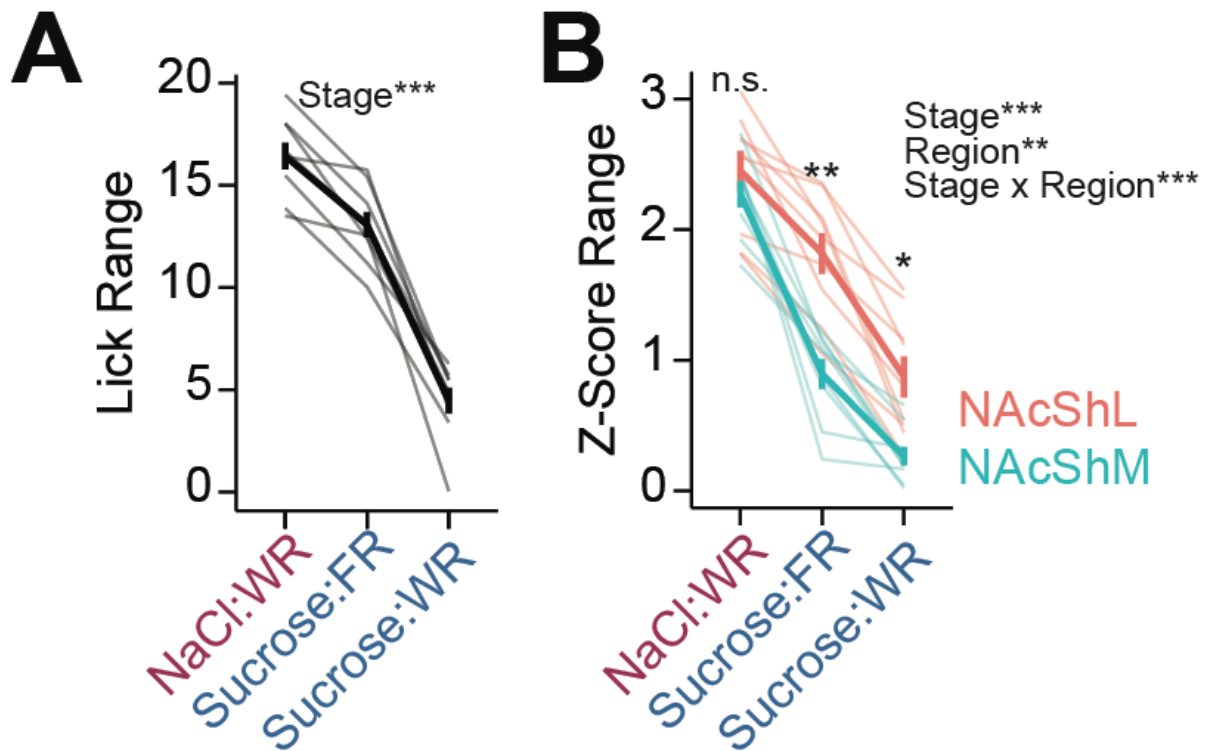 A
Lick Range
20
15
10
5
0
Stage***
NaCl:WR
Sucrose:FR
Sucrose:WR
B
Z-Score Range
3
2
1
0
n.s.
**
*
Stage***
Region**
Stage x Region***
NAcShL
NAcShM
NaCl:WR
Sucrose:FR
Sucrose:WR